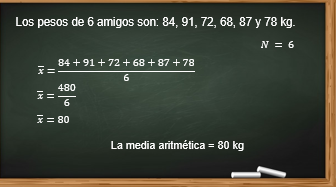 Los pesos de 6 amigos son: 84, 91, 72, 68, 87 y 78 kg.
N = 6
x̅ = 84 + 91 + 72 + 68 + 87 + 78 / 6
x̅ = 480 / 6
x̅ = 80
La media aritmética = 80 kg